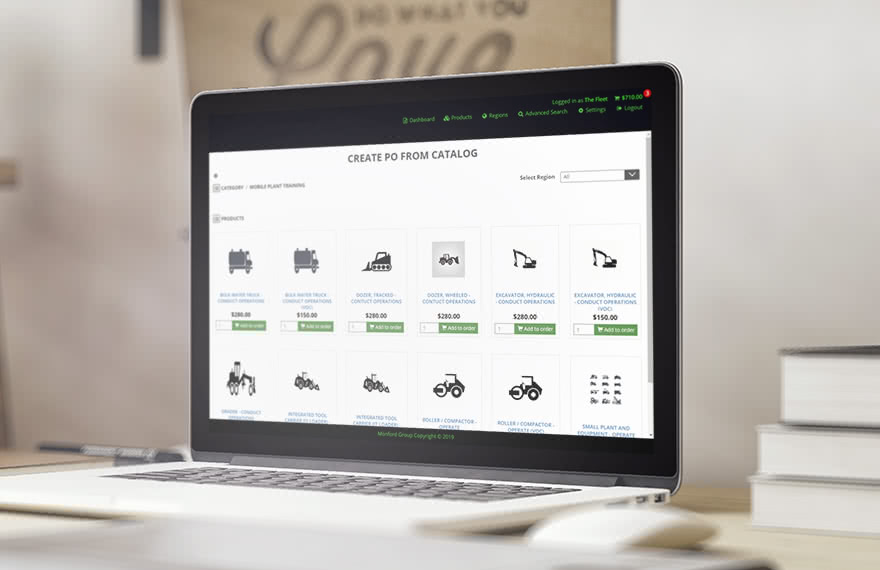 DO WHAT YOU
Love
Logged in as The Fleet $710.00 3
Dashboard Products Regions Advanced Search Settings Logout
CREATE PO FROM CATALOG
Select Region All
CATEGORY / MOBILE PLANT TRAINING
PRODUCTS
BULK WATER TRUCK -
CONDUCT OPERATIONS
$280.00
1 Add to order
BULK WATER TRUCK -
CONDUCT OPERATIONS
(VOC)
$150.00
1 Add to order
DOZER, TRACKED -
CONTUCT OPERATIONS
$280.00
1 Add to order
DOZER, WHEELED -
CONTUCT OPERATIONS
$280.00
1 Add to order
EXCAVATOR, HYDRAULIC
- CONDUCT OPERATIONS
$280.00
1 Add to order
EXCAVATOR, HYDRAULIC
- CONDUCT OPERATIONS
(VOC)
$150.00
1 Add to order
GRADER - CONDUCT
OPERATIONS
INTEGRATED TOOL
CARRIER (IT LOADER)
INTEGRATED TOOL
CARRIER (IT LOADER)
ROLLER / COMPACTOR -
OPERATE
ROLLER / COMPACTOR -
OPERATE (VOC)
SMALL PLANT AND
EQUIPMENT - OPERATE
Monford Group Copyright © 2018